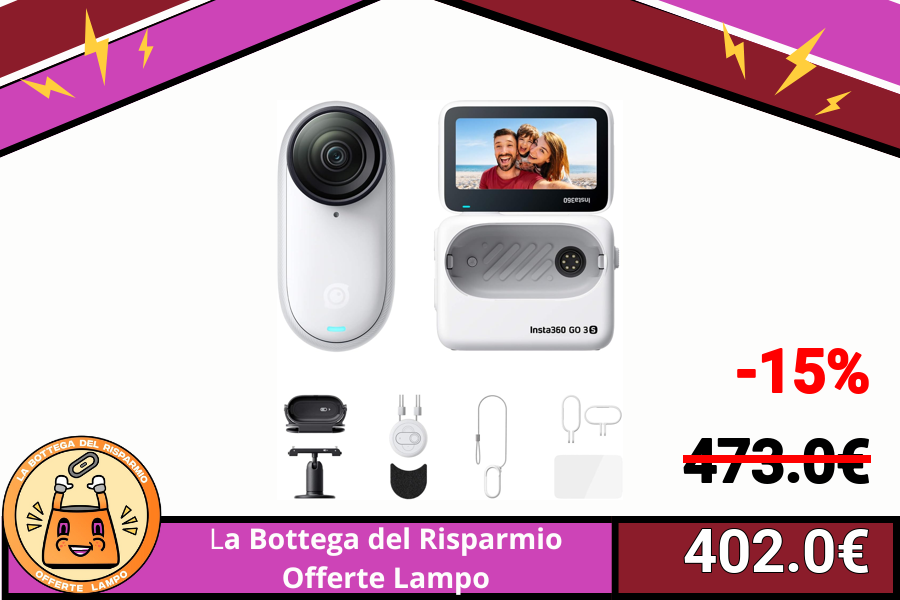 Insta360
Insta360 GO 3S
-15%
473.0€
LA BOTTEGA DEL RISPARMIO
OFFERTE LAMPO
La Bottega del Risparmio
Offerte Lampo
402.0€